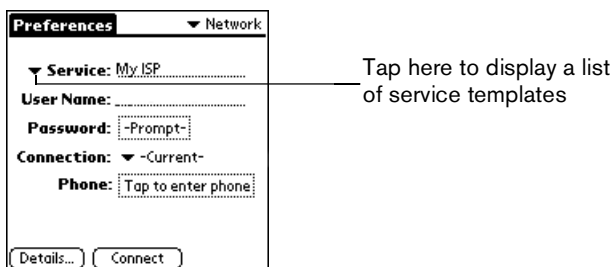 Preferences
Network
Service: My ISP
User Name:
Password: -Prompt-
Connection: -Current-
Phone: Tap to enter phone
Details... Connect
Tap here to display a list
of service templates